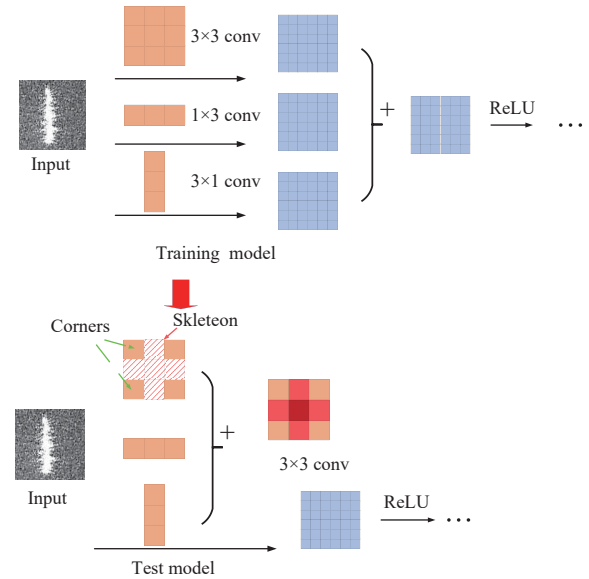 3×3 conv
1×3 conv
+
ReLU
...
Input
3×1 conv
Training model
Skleteon
Corners
+
3×3 conv
Input
ReLU
...
Test model